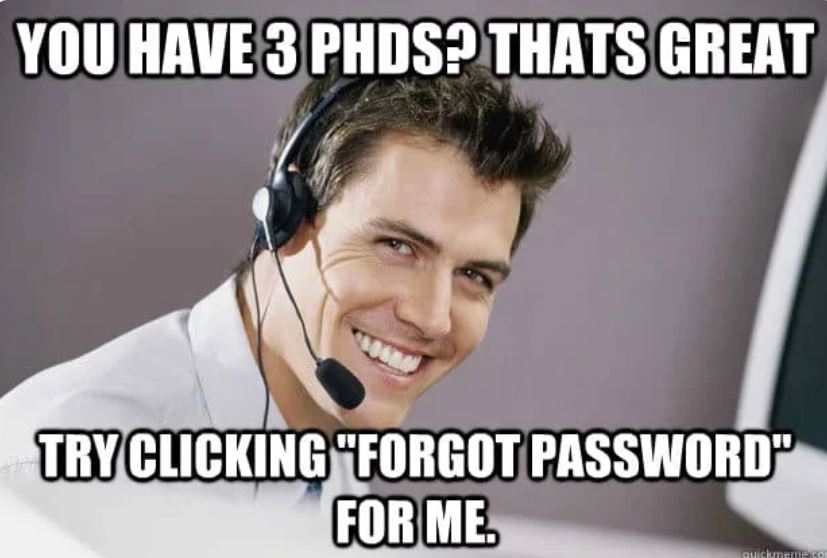 YOU HAVE 3 PHDS? THATS GREAT
TRY CLICKING "FORGOT PASSWORD"
FOR ME.